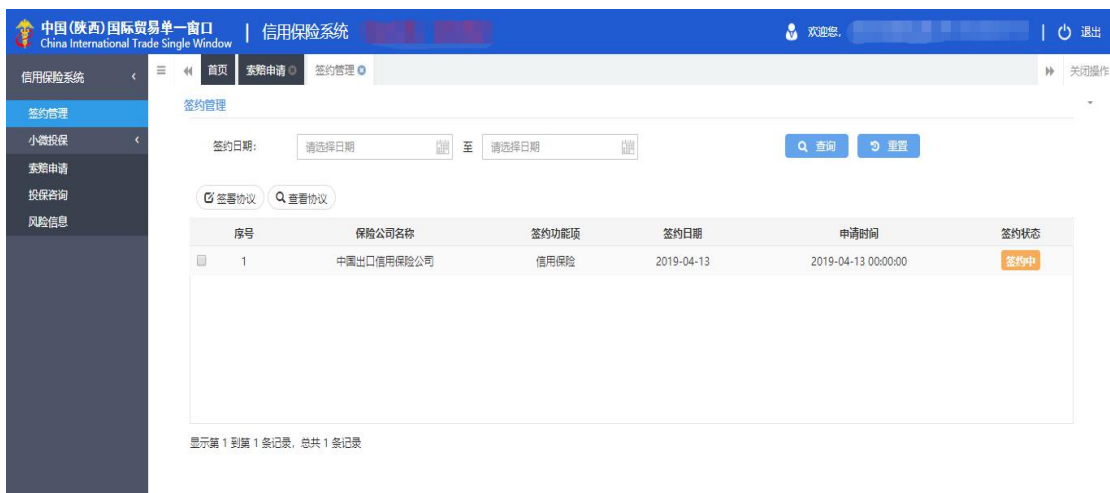 中国(陕西)国际贸易单一窗口 | 信用保险系统 欢迎您, | 退出
China International Trade Single Window
信用保险系统
首页 索赔申请 签约管理 关闭操作
签约管理
小微投保
索赔申请
投保咨询
风险信息
签约管理
签约日期: 请选择日期 至 请选择日期 查询 重置
签署协议 查看协议
序号 保险公司名称 签约功能项 签约日期 申请时间 签约状态
1 中国出口信用保险公司 信用保险 2019-04-13 2019-04-13 00:00:00 签约中
显示第 1 到第 1 条记录, 总共 1 条记录